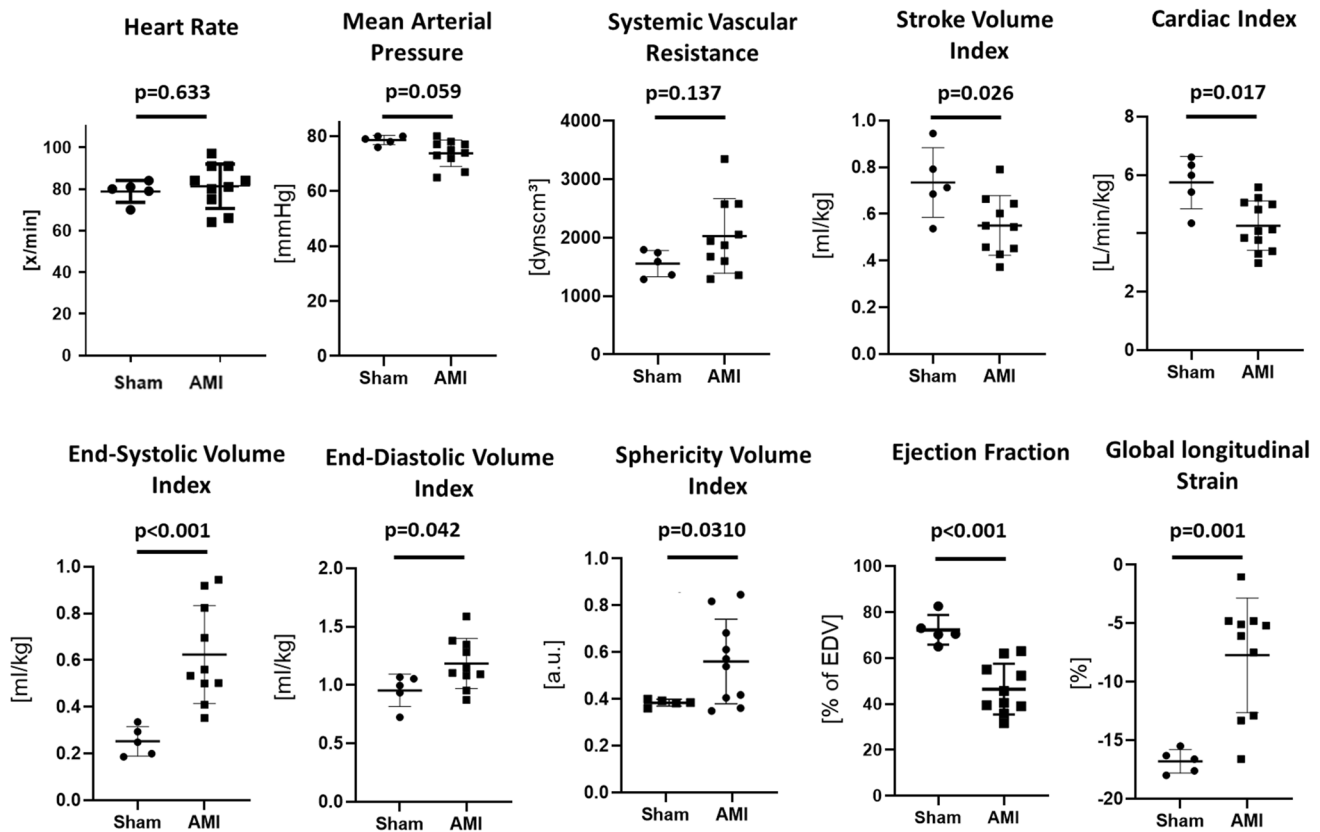 Heart Rate
p=0.633
[x/min]
100
80
60
40
20
0
Sham AMI
Mean Arterial
Pressure
p=0.059
[mmHg]
80
60
40
20
0
Sham AMI
Systemic Vascular
Resistance
p=0.137
[dynscm³]
4000
3000
2000
1000
0
Sham AMI
Stroke Volume
Index
p=0.026
[ml/kg]
1.0
0.8
.6
.4
0.2
0.0
Sham AMI
Cardiac Index
p=0.017
[L/min/kg]
8
6
2
0
Sham AMI
End-Systolic Volume
Index
p<0.001
[ml/kg]
1.0
0.8
0.6
0.4
0.2
0.0
Sham AMI
End-Diastolic Volume
Index
p=0.042
[ml/kg]
2.0
1.5
1.0
0.5
0.0
Sham AMI
Sphericity Volume
Index
p=0.0310
[a.u.]
1.0
0.8
0.6
0.4
0.2
0.0
Sham AMI
Ejection Fraction
p<0.001
[% of EDV]
100
80
60
40
20
0
Sham AMI
Global longitudinal
Strain
p=0.001
[%]
0
-5
-10
-15
-20
Sham AMI